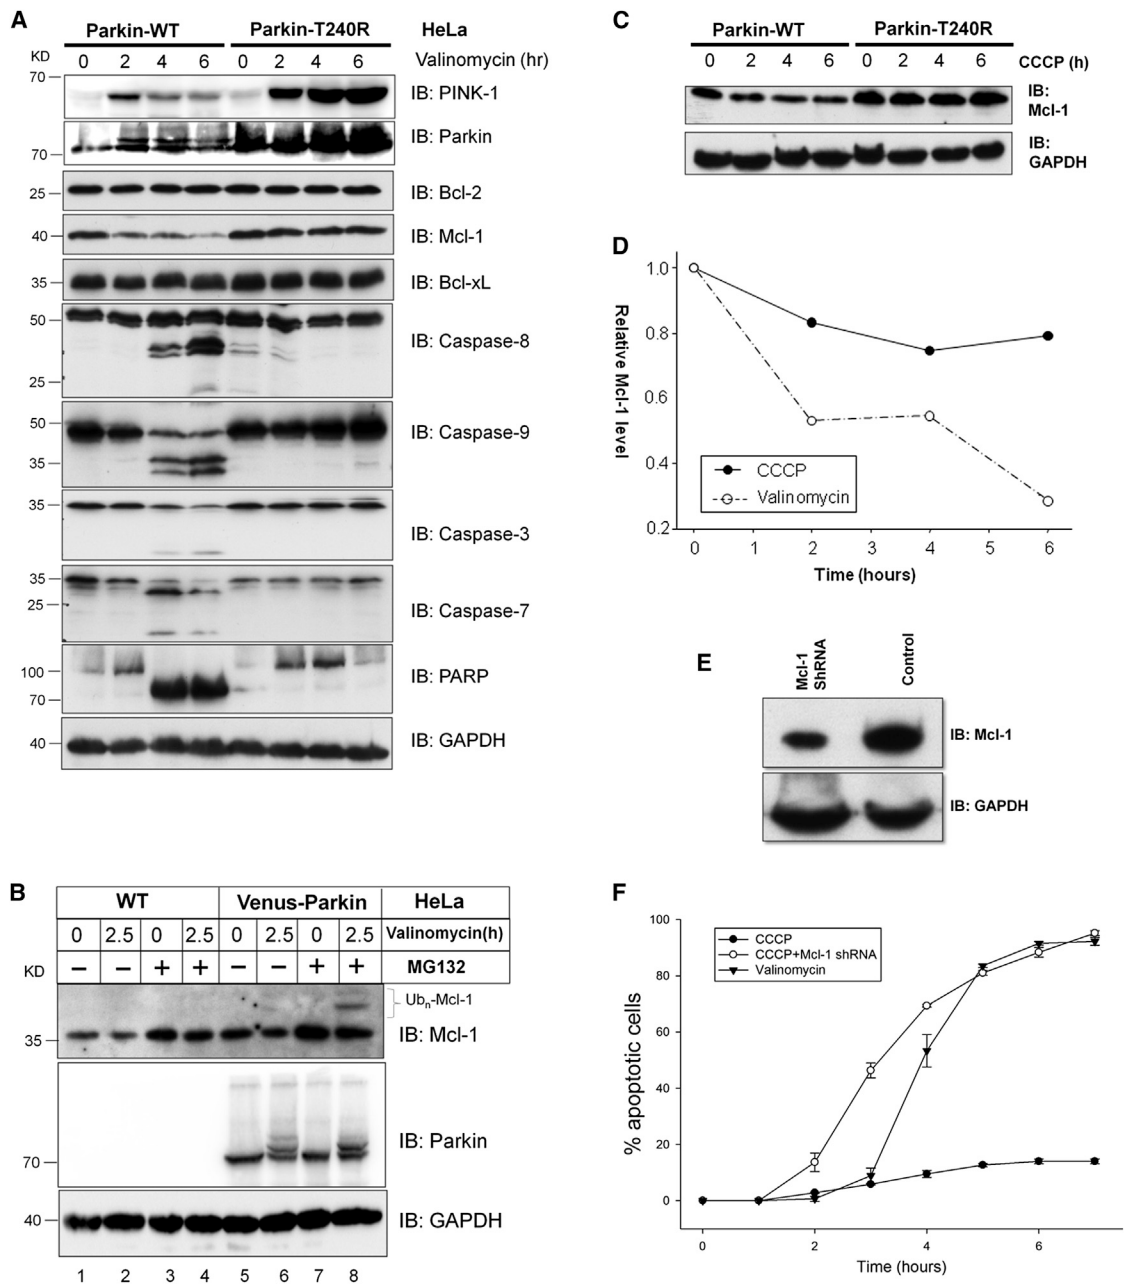 A
Parkin-WT Parkin-T240R HeLa
KD 0 2 4 6 0 2 4 6 Valinomycin (hr)
70 IB: PINK-1
70 IB: Parkin
25 IB: Bcl-2
40 IB: Mcl-1
35 IB: Bcl-xL
50 IB: Caspase-8
25
50 IB: Caspase-9
35
35 IB: Caspase-3
35 IB: Caspase-7
25
100 IB: PARP
70
40 IB: GAPDH
B
WT Venus-Parkin HeLa
0 2.5 0 2.5 0 2.5 0 2.5 Valinomycin(h)
KD − − + + − − + + MG132
Ubn-Mcl-1
35 IB: Mcl-1
IB: Parkin
70
40 IB: GAPDH
1 2 3 4 5 6 7 8
C
Parkin-WT Parkin-T240R
0 2 4 6 0 2 4 6 CCCP (h)
IB:
Mcl-1
IB:
GAPDH
D
Relative Mcl-1 level
1.0
0.8
0.6
0.4
0.2
CCCP
Valinomycin
0 1 2 3 4 5 6
Time (hours)
E
Mcl-1
ShRNA
Control
IB: Mcl-1
IB: GAPDH
F
% apoptotic cells
100
80
60
40
20
0
CCCP
CCCP+Mcl-1 shRNA
Valinomycin
0 2 4 6
Time (hours)